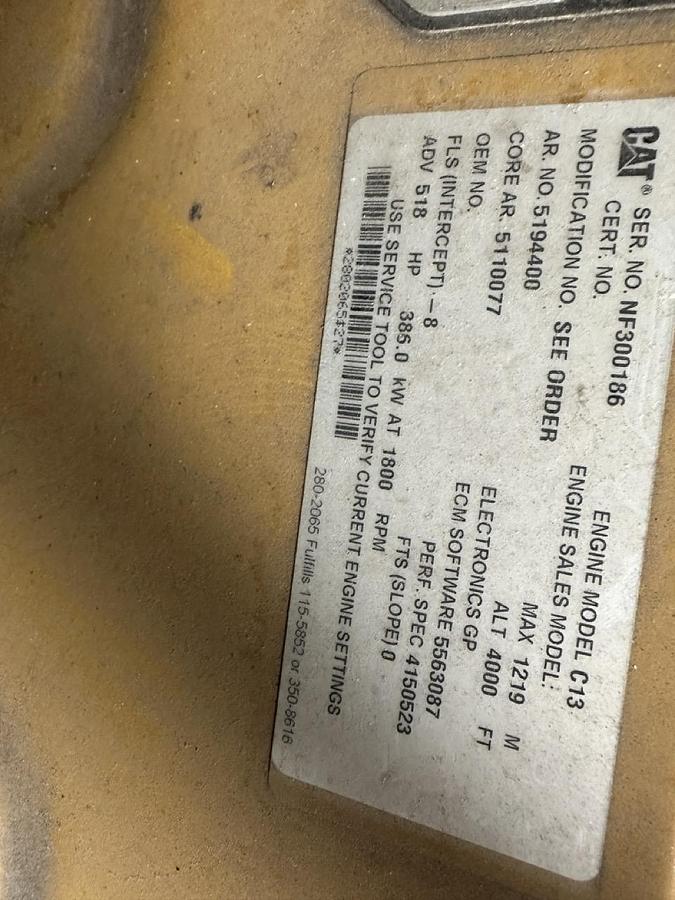 CAT® SER. NO. NF300186 ENGINE MODEL C13
CERT. NO. ENGINE SALES MODEL:
MODIFICATION NO. SEE ORDER MAX 1219 M
AR. NO. 5194400 ALT 4000 FT
CORE AR. 5110077 ELECTRONICS GP
OEM NO. ECM SOFTWARE 5563087
FLS (INTERCEPT) -8 PERF. SPEC 4150523
ADV 518 HP 386.0 kW AT 1800 RPM FTS (SLOPE) 0
USE SERVICE TOOL TO VERIFY CURRENT ENGINE SETTINGS
280-2065 Fulfills 115-5852 or 350-8616